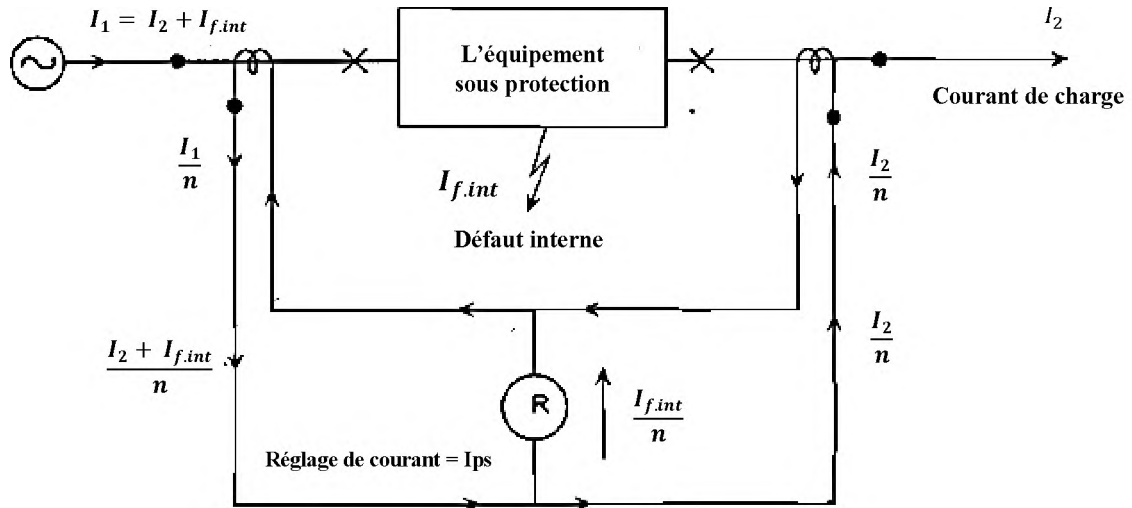 I₁ = I₂ + I_f.int
I₂
L'équipement
sous protection
Courant de charge
I₁/n
I_f.int
I₂/n
Défaut interne
I₂ + I_f.int/n
I₂/n
R
I_f.int/n
Réglage de courant = Ips